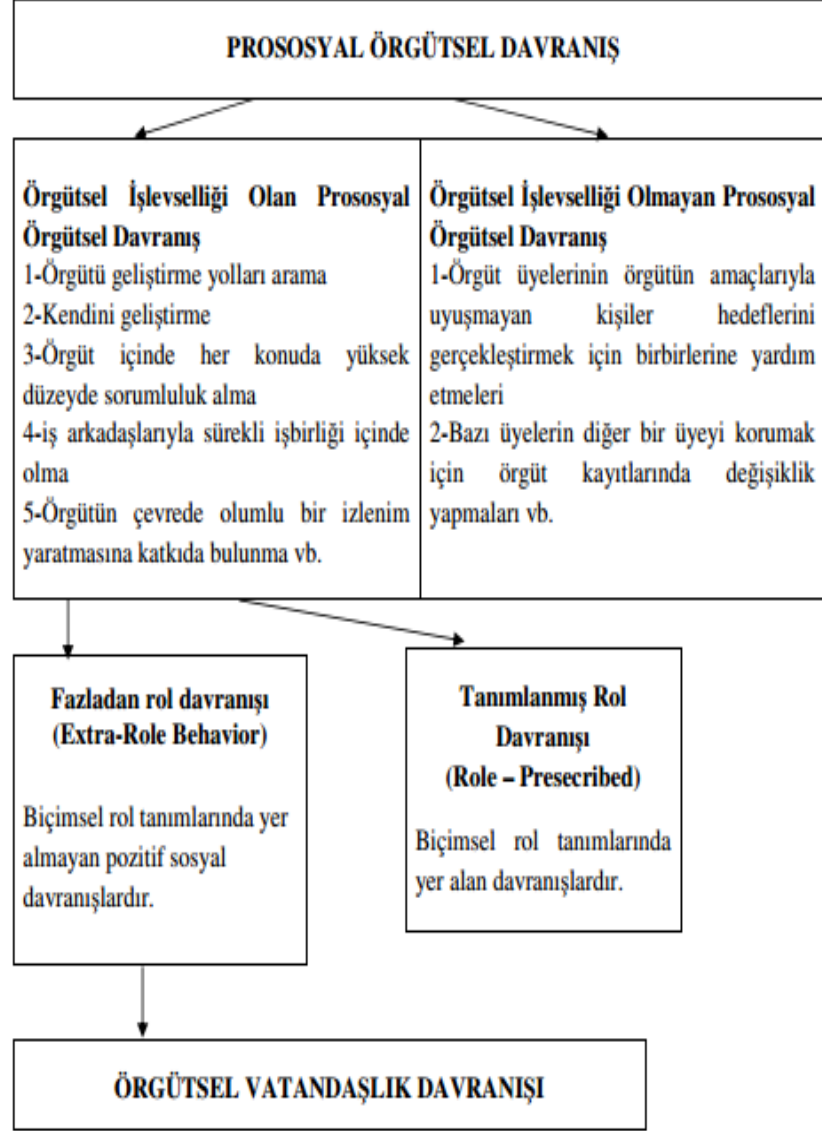 PROSOSYAL ÖRGÜTSEL DAVRANIŞ
Örgütsel İşlevselliği Olan Prososyal
Örgütsel Davranış
1-Örgütü geliştirme yolları arama
2-Kendini geliştirme
3-Örgüt içinde her konuda yüksek
düzeyde sorumluluk alma
4-iş arkadaşlarıyla sürekli işbirliği içinde
olma
5-Örgütün çevrede olumlu bir izlenim
yaratmasına katkıda bulunma vb.
Örgütsel İşlevselliği Olmayan Prososyal
Örgütsel Davranış
1-Örgüt üyelerinin örgütün amaçlarıyla
uyuşmayan kişiler hedeflerini
gerçekleştirmek için birbirlerine yardım
etmeleri
2-Bazı üyelerin diğer bir üyeyi korumak
için örgüt kayıtlarında değişiklik
yapmaları vb.
Fazladan rol davranışı
(Extra-Role Behavior)
Biçimsel rol tanımlarında yer
almayan pozitif sosyal
davranışlardır.
Tanımlanmış Rol
Davranışı
(Role – Presecribed)
Biçimsel rol tanımlarında
yer alan davranışlardır.
ÖRGÜTSEL VATANDAŞLIK DAVRANIŞI